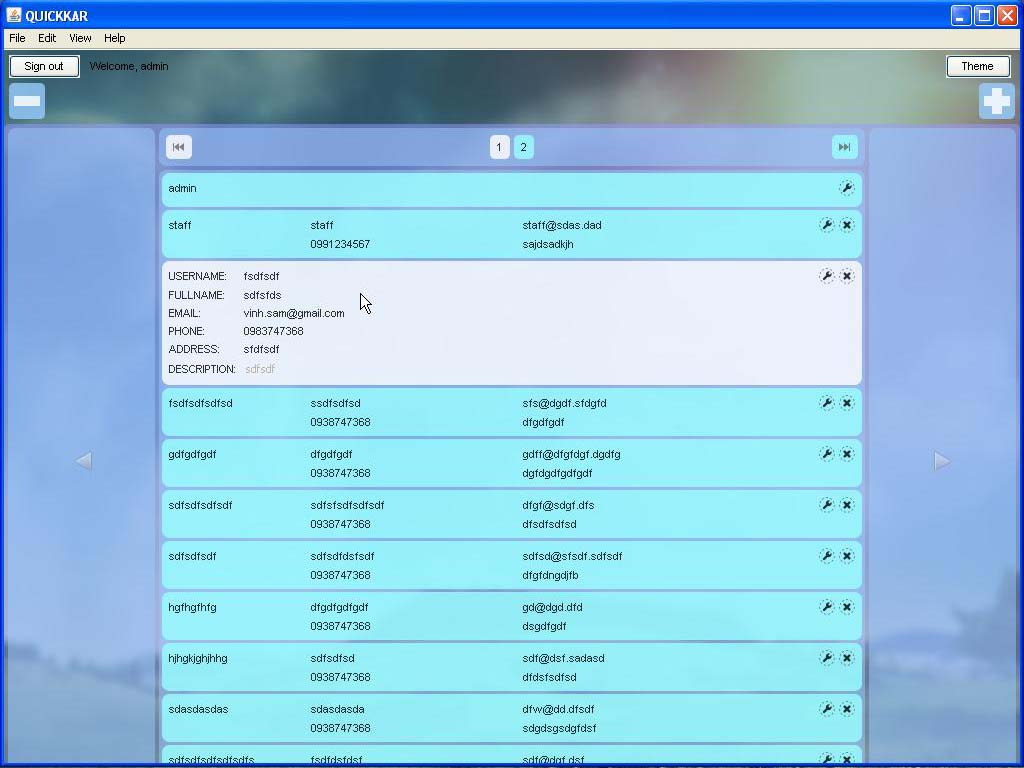 QUICKKAR
File Edit View Help
Sign out Welcome, admin Theme
1 2
admin
staff staff staff@sdas.dad
0991234567 sajdsadkjh
USERNAME: fsdfsdf
FULLNAME: sdfsfds
EMAIL: vinh.sam@gmail.com
PHONE: 0983747368
ADDRESS: sfdfsdf
DESCRIPTION: sdfsdf
fsdfsdfsdfsd ssdfsdfsd sfs@dgdf.sfdgfd
0938747368 dfgdfgdf
gdfgdfgdf dfgdfgdf gdff@dfgfdgf.dgdfg
0938747368 dgfdgdfgdfgdf
sdfsdfsdfsdf sdfsfsdfsdfsdf dfgf@sdgf.dfs
0938747368 dfsdfsdfsd
sdfsdfsdf sdfsdfdsfsdf sdfsd@sfsdf.sdfsdf
0938747368 dfgfdngdjfb
hgfhgfhfg dfgdfgdfgdf gd@dgd.dfd
0938747368 dsgdfgdf
hjhgkjghjhhg sdfsdfsd sdf@dsf.sadasd
0938747368 dfdsfsdfsd
sdasdasdas sdasdasda dfw@dd.dfsdf
0938747368 sdgdsgsdgfdsf
sdfsdfsdfsdfsdfs fsdfdsfdsf sdf@dgf.dsf